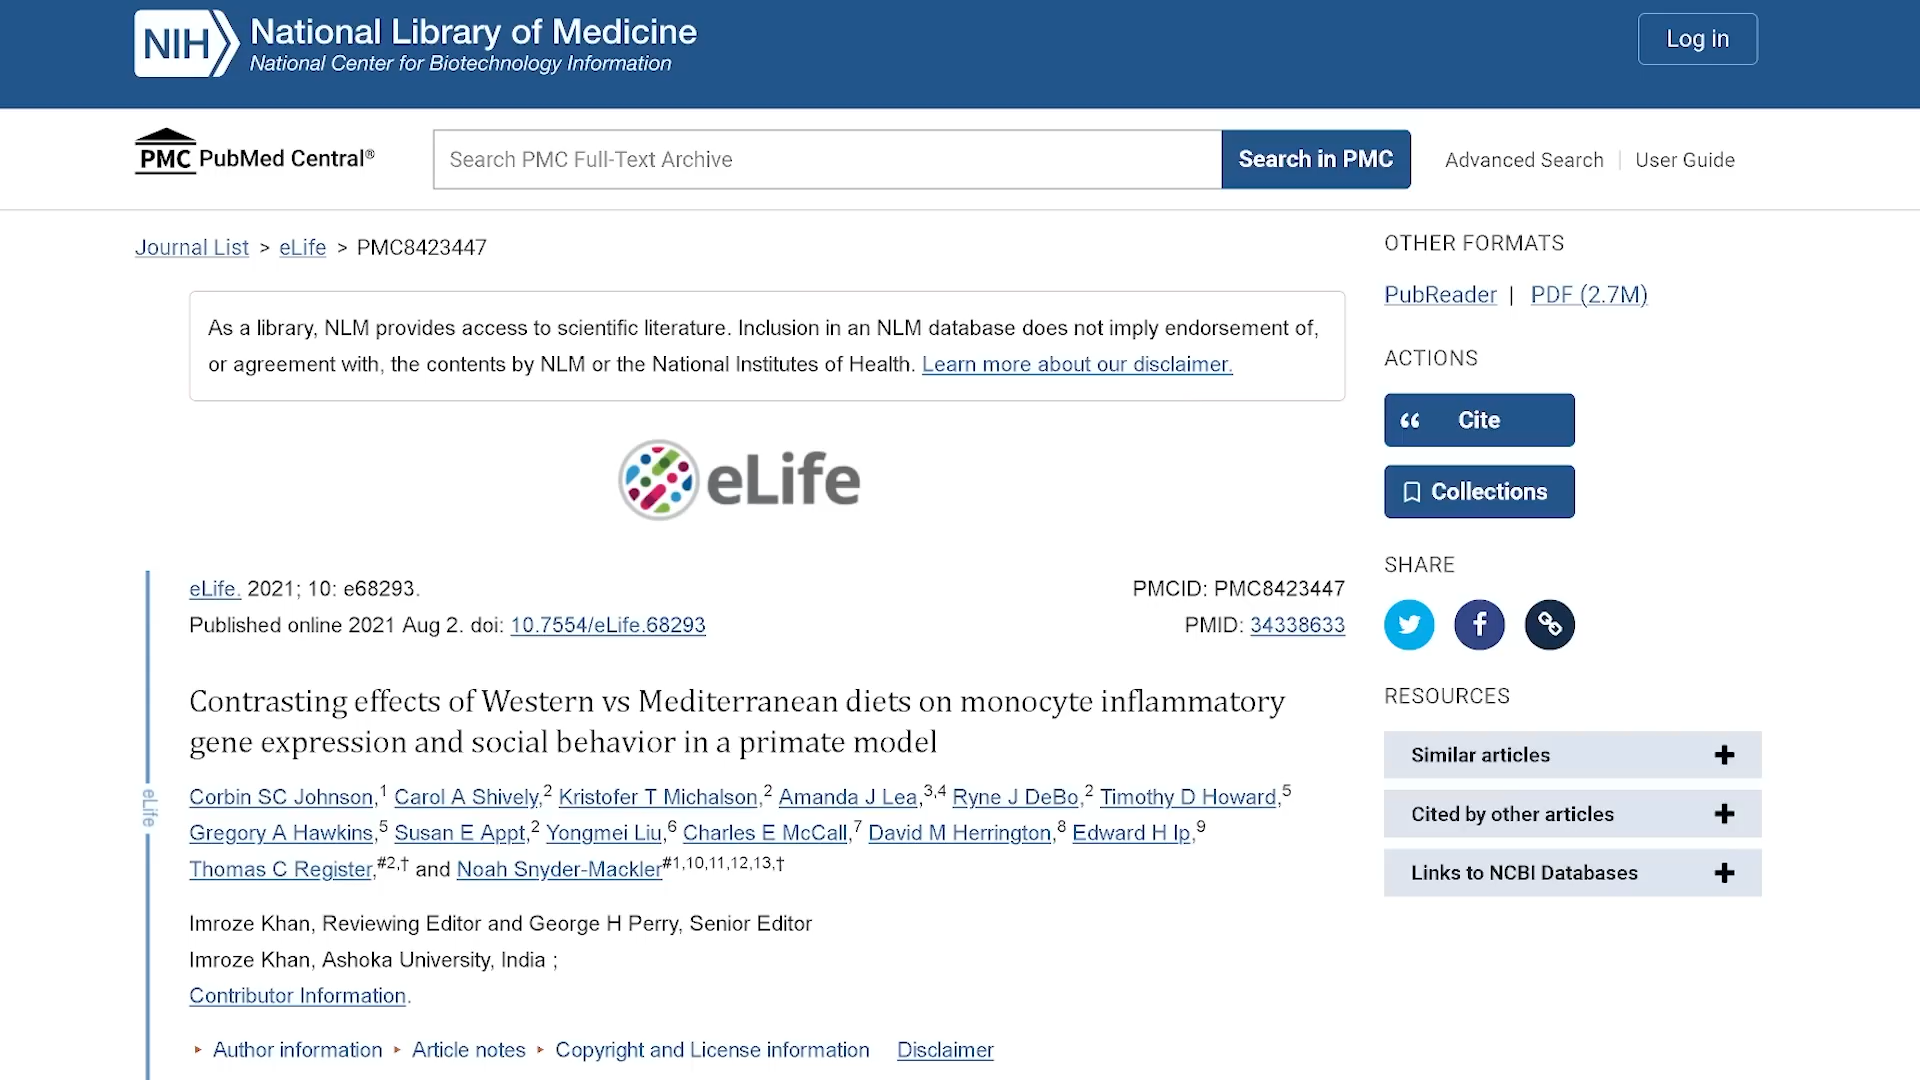 NIH National Library of Medicine
National Center for Biotechnology Information
Log in
PMC PubMed Central®
Search PMC Full-Text Archive
Search in PMC
Advanced Search | User Guide
Journal List > eLife > PMC8423447
As a library, NLM provides access to scientific literature. Inclusion in an NLM database does not imply endorsement of,
or agreement with, the contents by NLM or the National Institutes of Health. Learn more about our disclaimer.
eLife
eLife. 2021; 10: e68293.
PMCID: PMC8423447
Published online 2021 Aug 2. doi: 10.7554/eLife.68293
PMID: 34338633
Contrasting effects of Western vs Mediterranean diets on monocyte inflammatory
gene expression and social behavior in a primate model
Corbin SC Johnson,1 Carol A Shively,2 Kristofer T Michalson,2 Amanda J Lea,3,4 Ryne J DeBo,2 Timothy D Howard,5
Gregory A Hawkins,5 Susan E Appt,2 Yongmei Liu,6 Charles E McCall,7 David M Herrington,8 Edward H Ip,9
Thomas C Register,#2,† and Noah Snyder-Mackler#1,10,11,12,13,†
Imroze Khan, Reviewing Editor and George H Perry, Senior Editor
Imroze Khan, Ashoka University, India ;
Contributor Information.
Author information Article notes Copyright and License information Disclaimer
eLife
OTHER FORMATS
PubReader | PDF (2.7M)
ACTIONS
Cite
Collections
SHARE
RESOURCES
Similar articles
Cited by other articles
Links to NCBI Databases